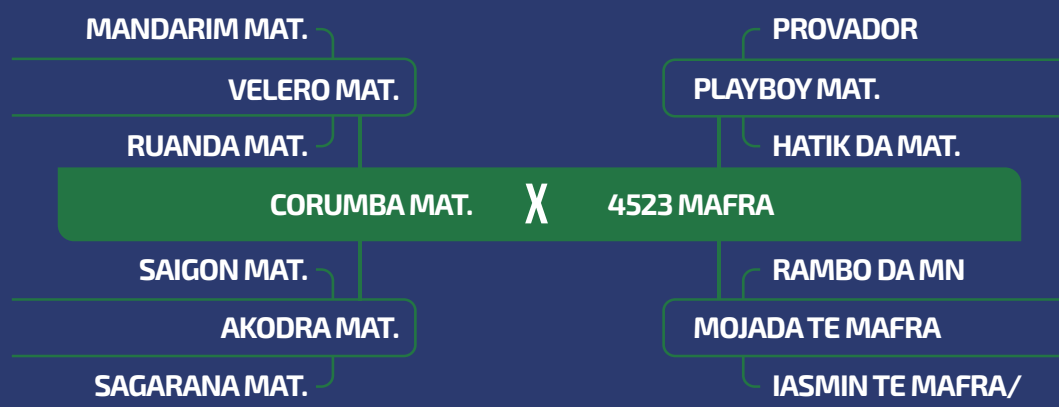 MANDARIM MAT.
PROVADOR
VELERO MAT.
PLAYBOY MAT.
RUANDA MAT.
HATIK DA MAT.
CORUMBA MAT. X 4523 MAFRA
SAIGON MAT.
RAMBO DA MN
AKODRA MAT.
MOJADA TE MAFRA
SAGARANA MAT.
IASMIN TE MAFRA/